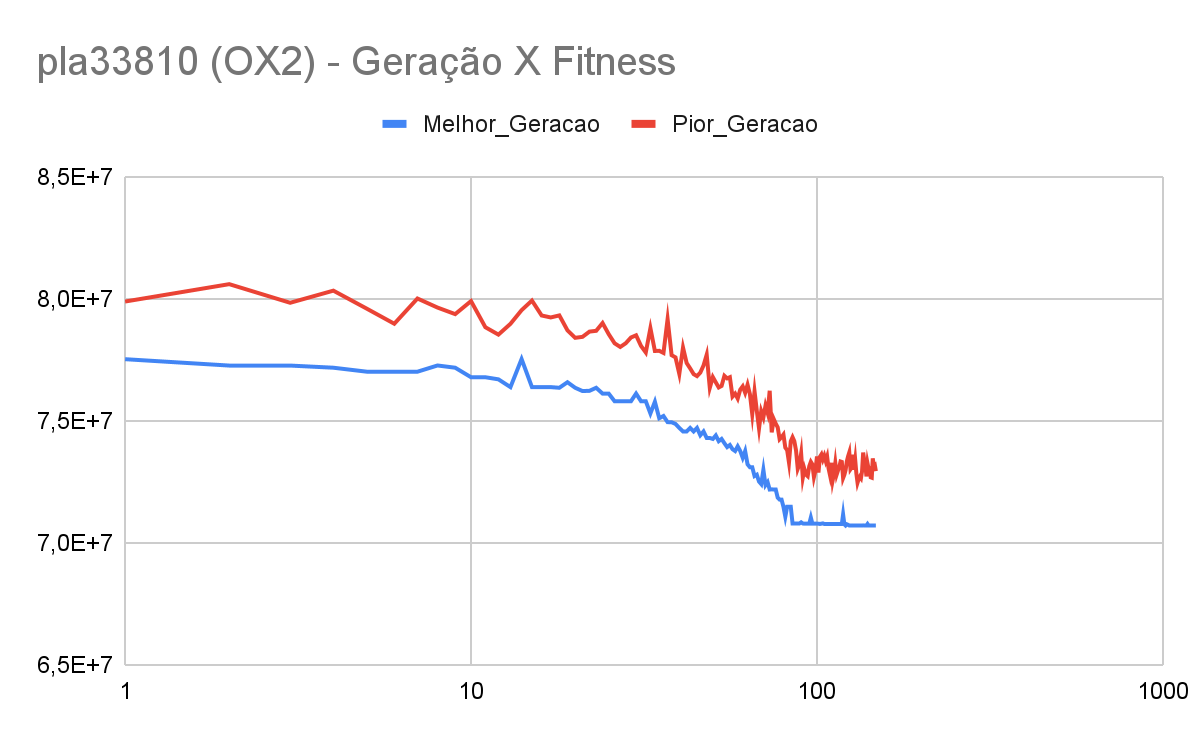 pla33810 (OX2) - Geração X Fitness
Melhor_Geracao Pior_Geracao
8,5E+7
8,0E+7
7,5E+7
7,0E+7
6,5E+7
1 10 100 1000